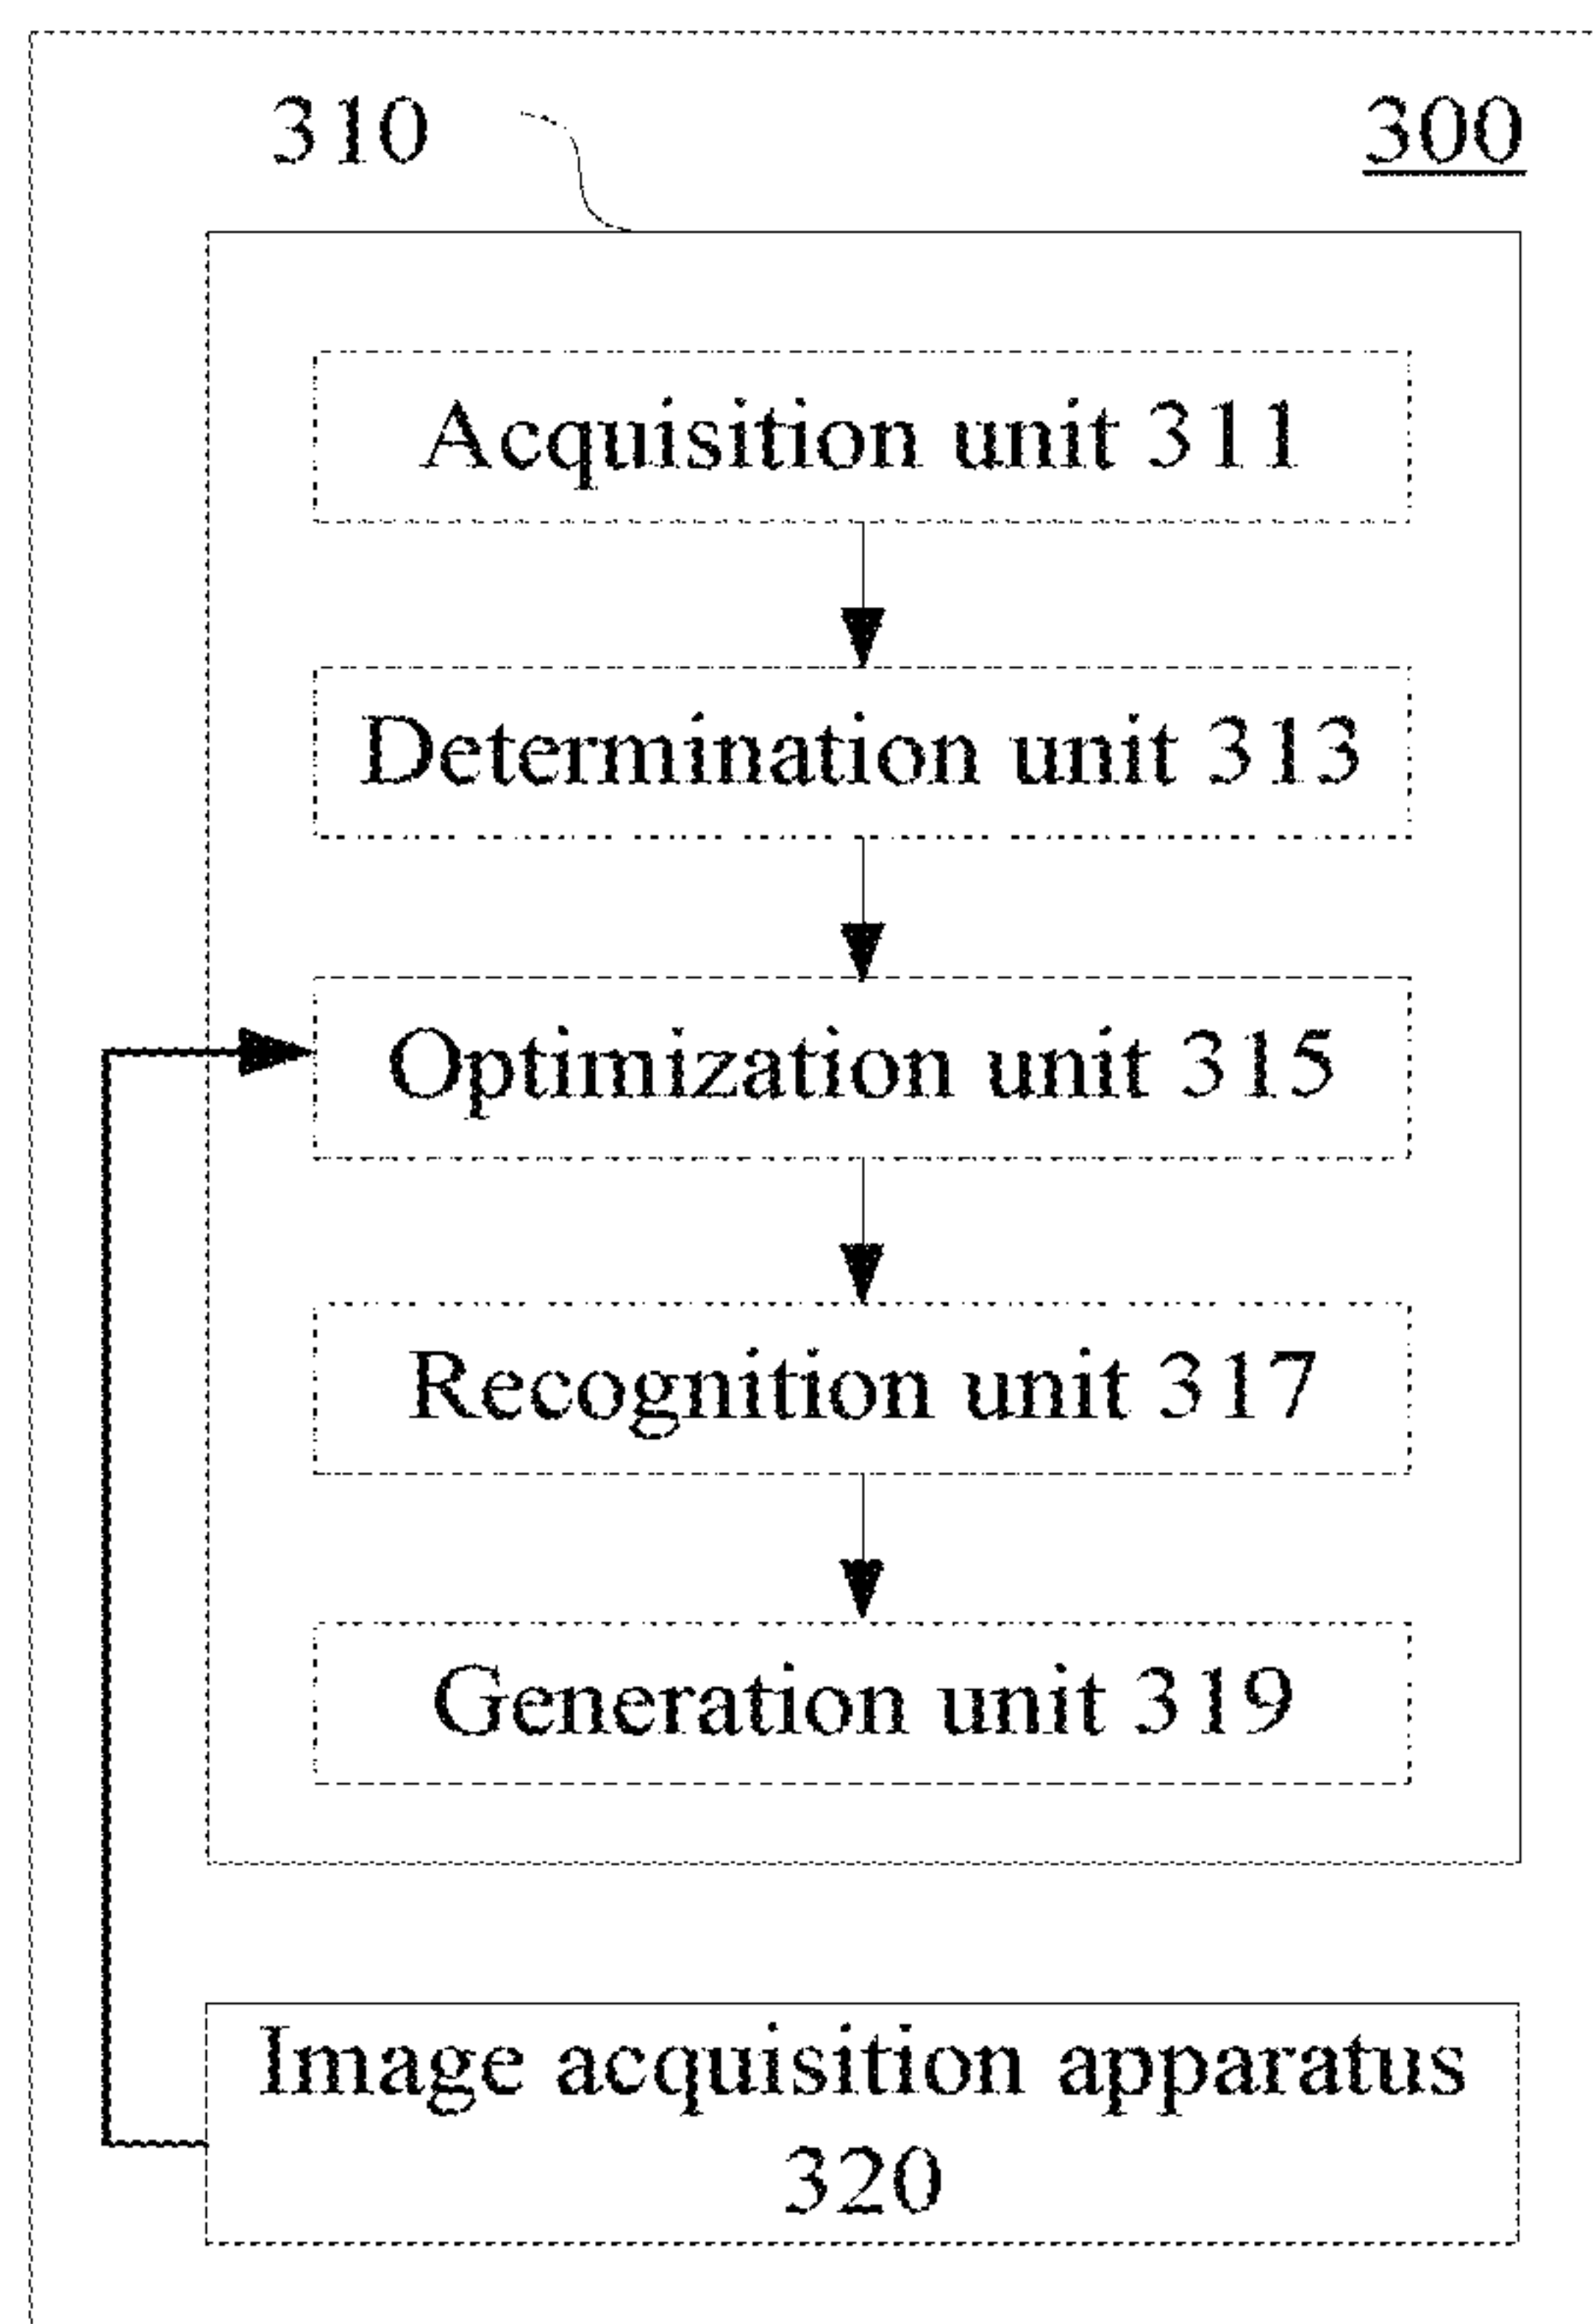 310
300
Acquisition unit 311
Determination unit 313
Optimization unit 315
Recognition unit 317
Generation unit 319
Image acquisition apparatus
320